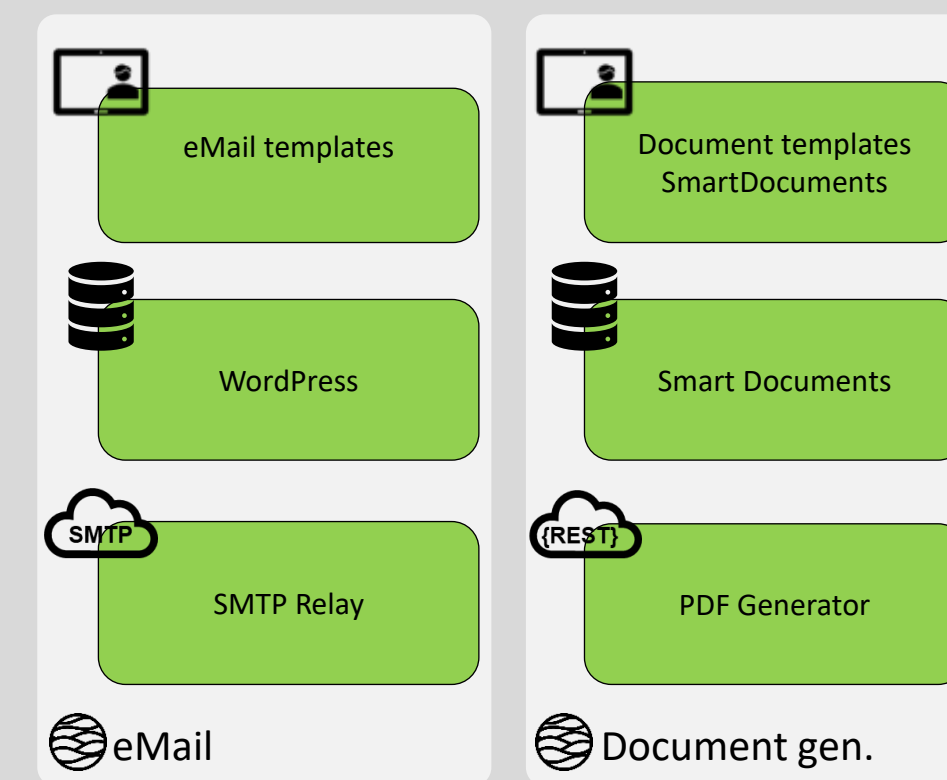 eMail templates
WordPress
SMTP
SMTP Relay
eMail
Document templates
SmartDocuments
Smart Documents
{REST}
PDF Generator
Document gen.